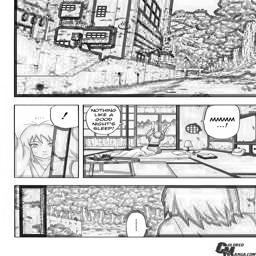 NOTHING
LIKE A
GOOD
NIGHT'S
SLEEP!
MMMM
...!
!
......
COLORED
MANGA.COM